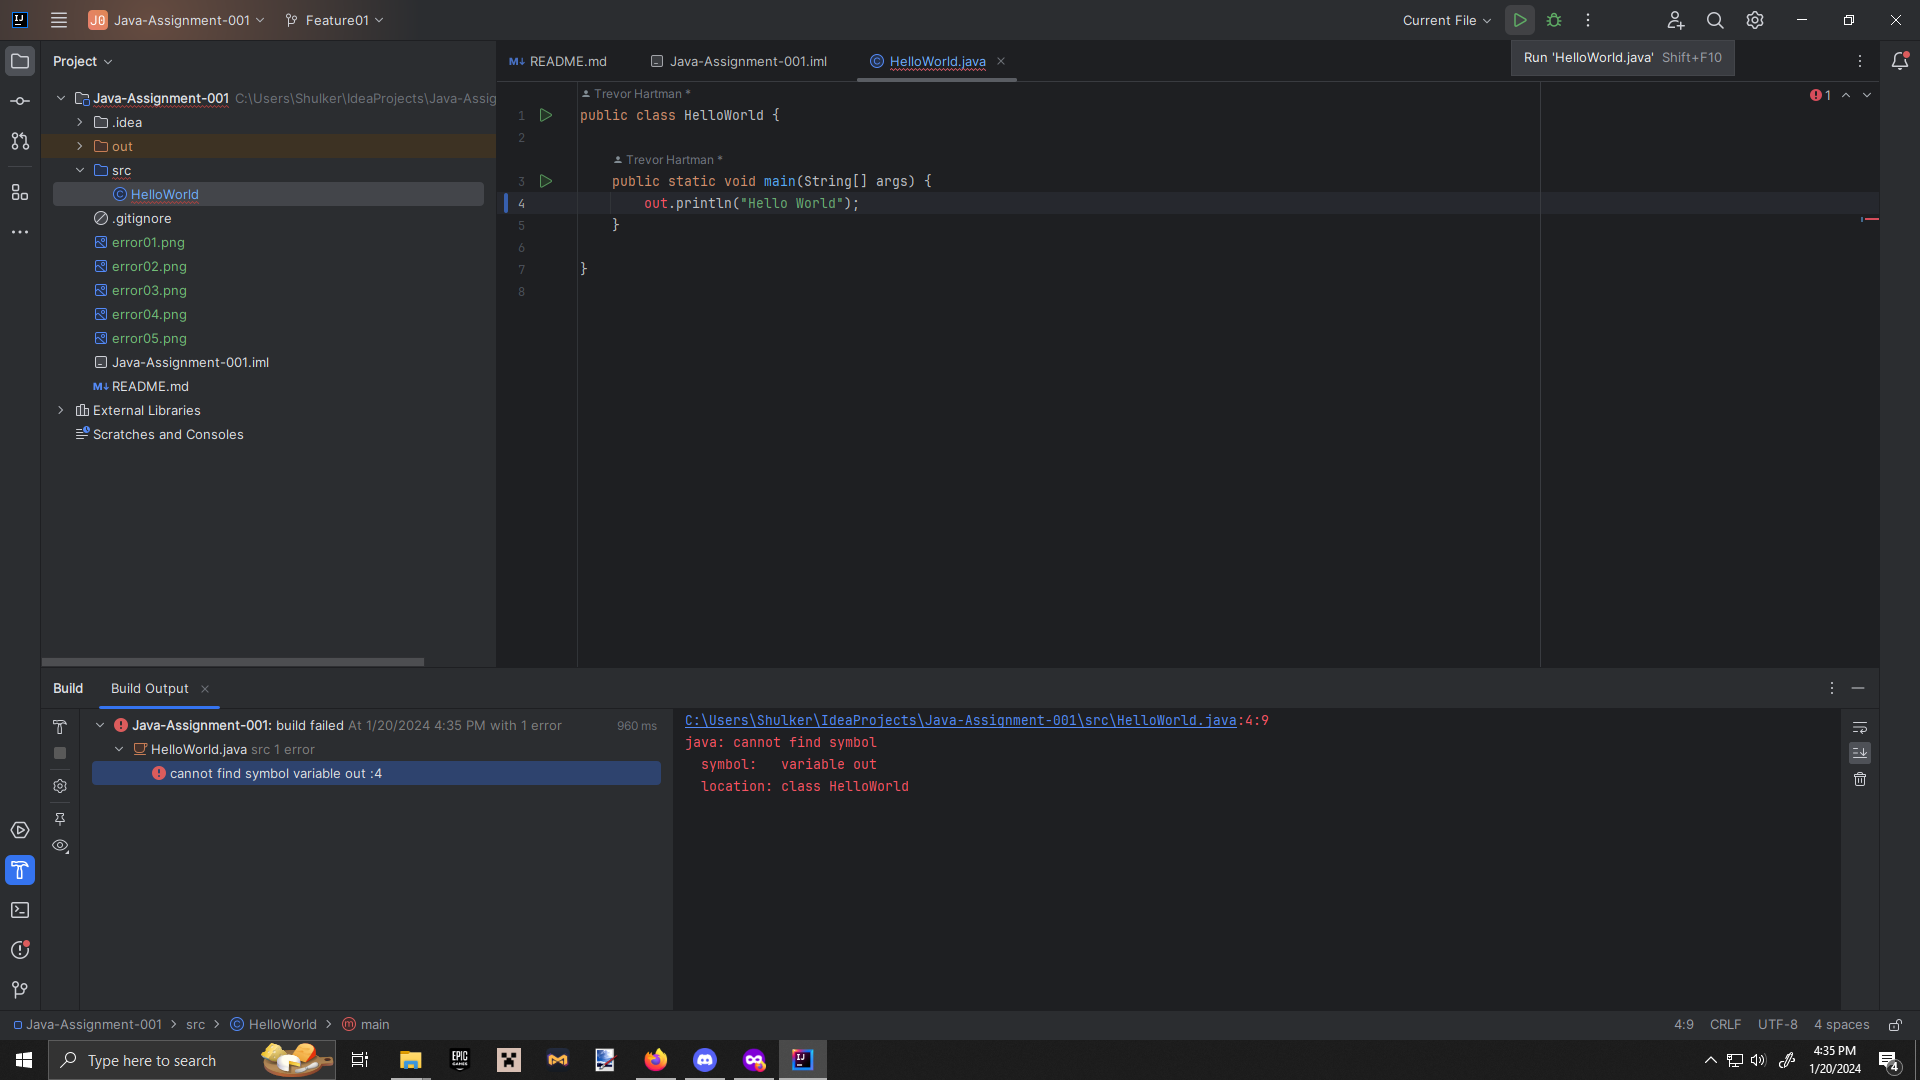 Java-Assignment-001
Feature01
Current File
Run 'HelloWorld.java' Shift+F10
Project
README.md
Java-Assignment-001.iml
HelloWorld.java
Java-Assignment-001 C:\Users\Shulker\IdeaProjects\Java-Assig
.idea
out
src
HelloWorld
.gitignore
error01.png
error02.png
error03.png
error04.png
error05.png
Java-Assignment-001.iml
README.md
External Libraries
Scratches and Consoles
Trevor Hartman *
1 public class HelloWorld {
2
Trevor Hartman *
3 public static void main(String[] args) {
4 out.println("Hello World");
5 }
6
7 }
8
1
Build
Build Output
Java-Assignment-001: build failed At 1/20/2024 4:35 PM with 1 error 960 ms
HelloWorld.java src 1 error
cannot find symbol variable out :4
C:\Users\Shulker\IdeaProjects\Java-Assignment-001\src\HelloWorld.java:4:9
java: cannot find symbol
symbol: variable out
location: class HelloWorld
Java-Assignment-001 > src > HelloWorld > main
4:9 CRLF UTF-8 4 spaces
Type here to search
EPIC
GAMES
4:35 PM
1/20/2024
4